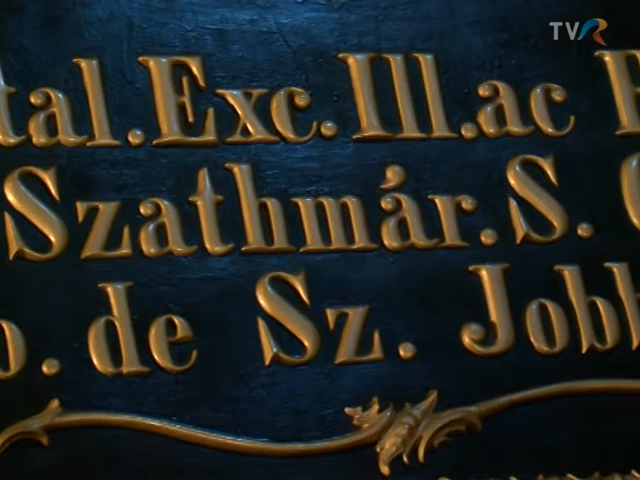 TVR
tal. Exc. Ill. ac
Szathmár. S.
o. de Sz. Jobb